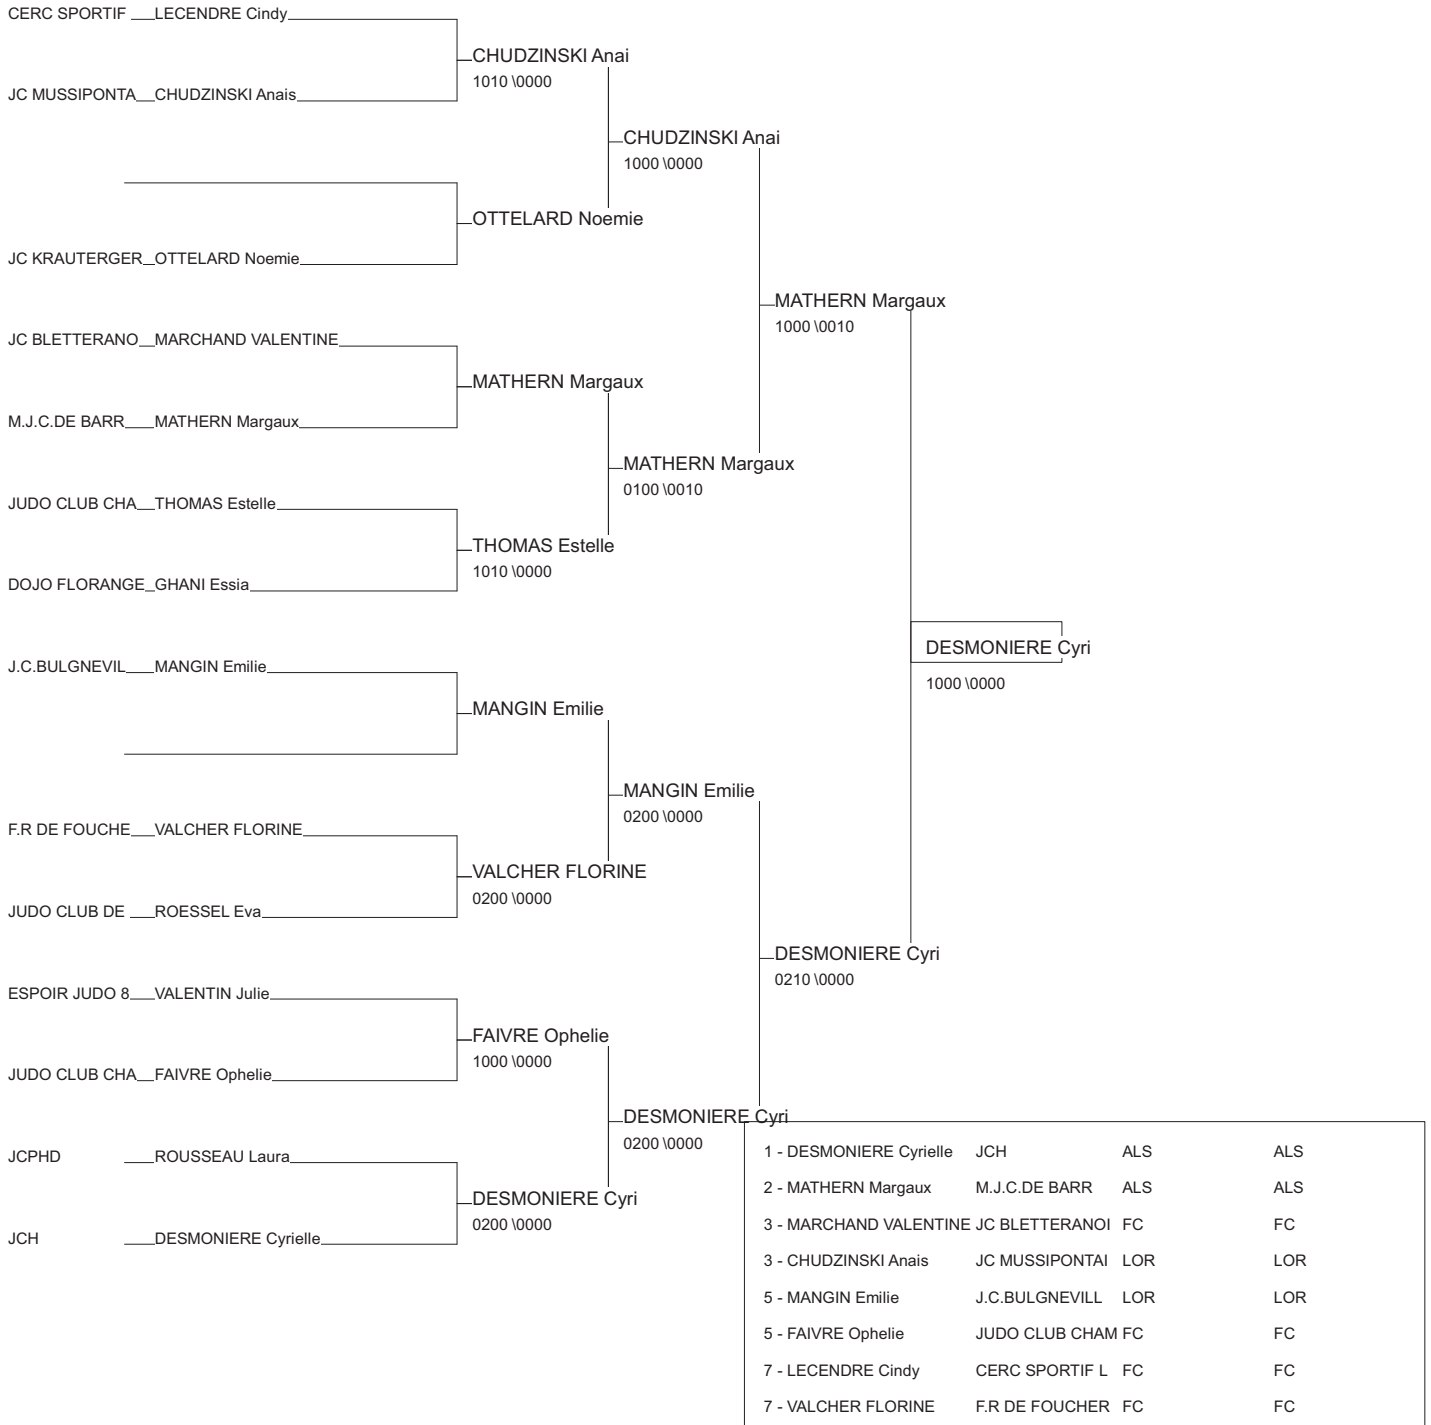 CERC SPORTIF LECENDRE Cindy
CHUDZINSKI Anai
1010 \0000
JC MUSSIPONTA CHUDZINSKI Anais
CHUDZINSKI Anai
1000 \0000
OTTELARD Noemie
JC KRAUTERGER OTTELARD Noemie
MATHERN Margaux
1000 \0010
JC BLETTERANO MARCHAND VALENTINE
MATHERN Margaux
M.J.C.DE BARR MATHERN Margaux
MATHERN Margaux
0100 \0010
JUDO CLUB CHA THOMAS Estelle
THOMAS Estelle
1010 \0000
DOJO FLORANGE GHANI Essia
DESMONIERE Cyri
1000 \0000
J.C.BULGNEVIL MANGIN Emilie
MANGIN Emilie
MANGIN Emilie
0200 \0000
F.R DE FOUCHE VALCHER FLORINE
VALCHER FLORINE
0200 \0000
JUDO CLUB DE ROESSEL Eva
DESMONIERE Cyri
0210 \0000
ESPOIR JUDO 8 VALENTIN Julie
FAIVRE Ophelie
1000 \0000
JUDO CLUB CHA FAIVRE Ophelie
DESMONIERE Cyri
0200 \0000
JCPHD ROUSSEAU Laura
DESMONIERE Cyri
0200 \0000
JCH DESMONIERE Cyrielle
1 - DESMONIERE Cyrielle JCH ALS ALS
2 - MATHERN Margaux M.J.C.DE BARR ALS ALS
3 - MARCHAND VALENTINE JC BLETTERANOI FC FC
3 - CHUDZINSKI Anais JC MUSSIPONTAI LOR LOR
5 - MANGIN Emilie J.C.BULGNEVILL LOR LOR
5 - FAIVRE Ophelie JUDO CLUB CHAM FC FC
7 - LECENDRE Cindy CERC SPORTIF L FC FC
7 - VALCHER FLORINE F.R DE FOUCHER FC FC